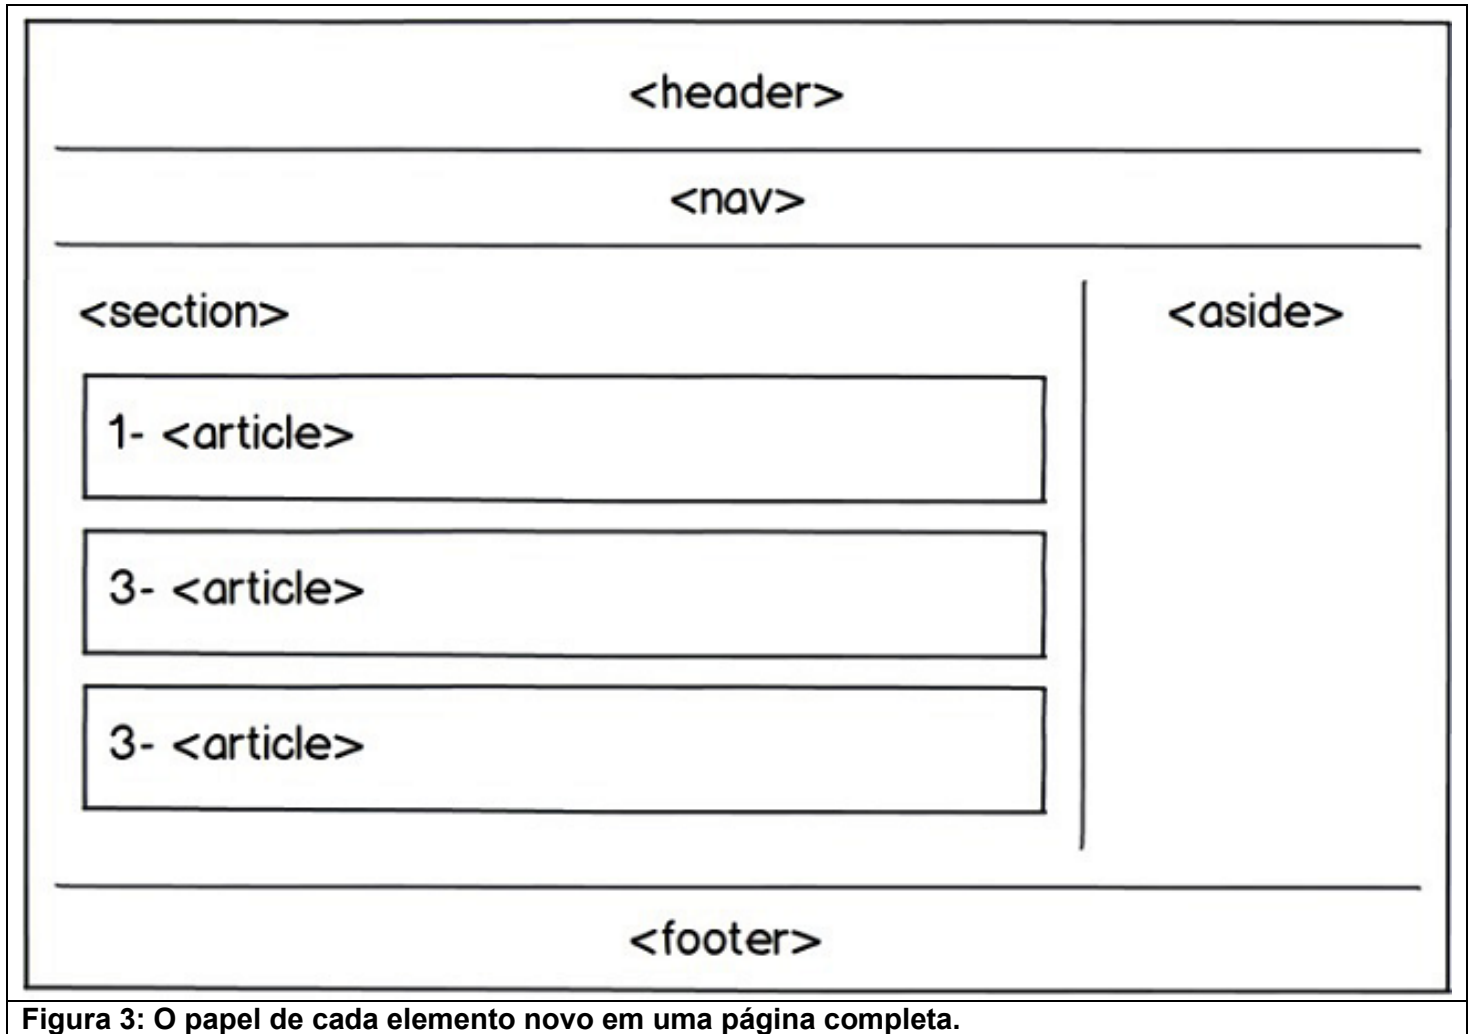 <header>
<nav>
<section>
<aside>
1- <article>
3- <article>
3- <article>
<footer>
Figura 3: O papel de cada elemento novo em uma página completa.